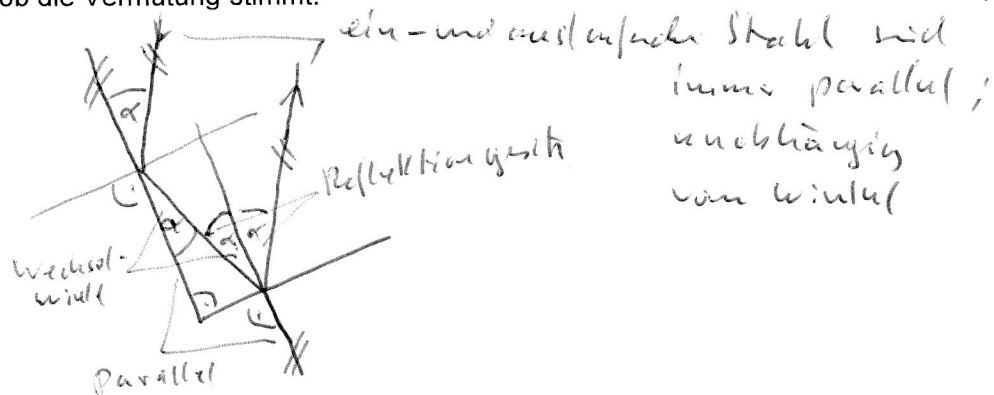 ob die Vermutung stimmt.
ein- und auslaufender Strahl sind
immer parallel,
unabhängig
vom Winkel
α
Reflektionsgesetz
α α α
Wechsel-
winkel
parallel